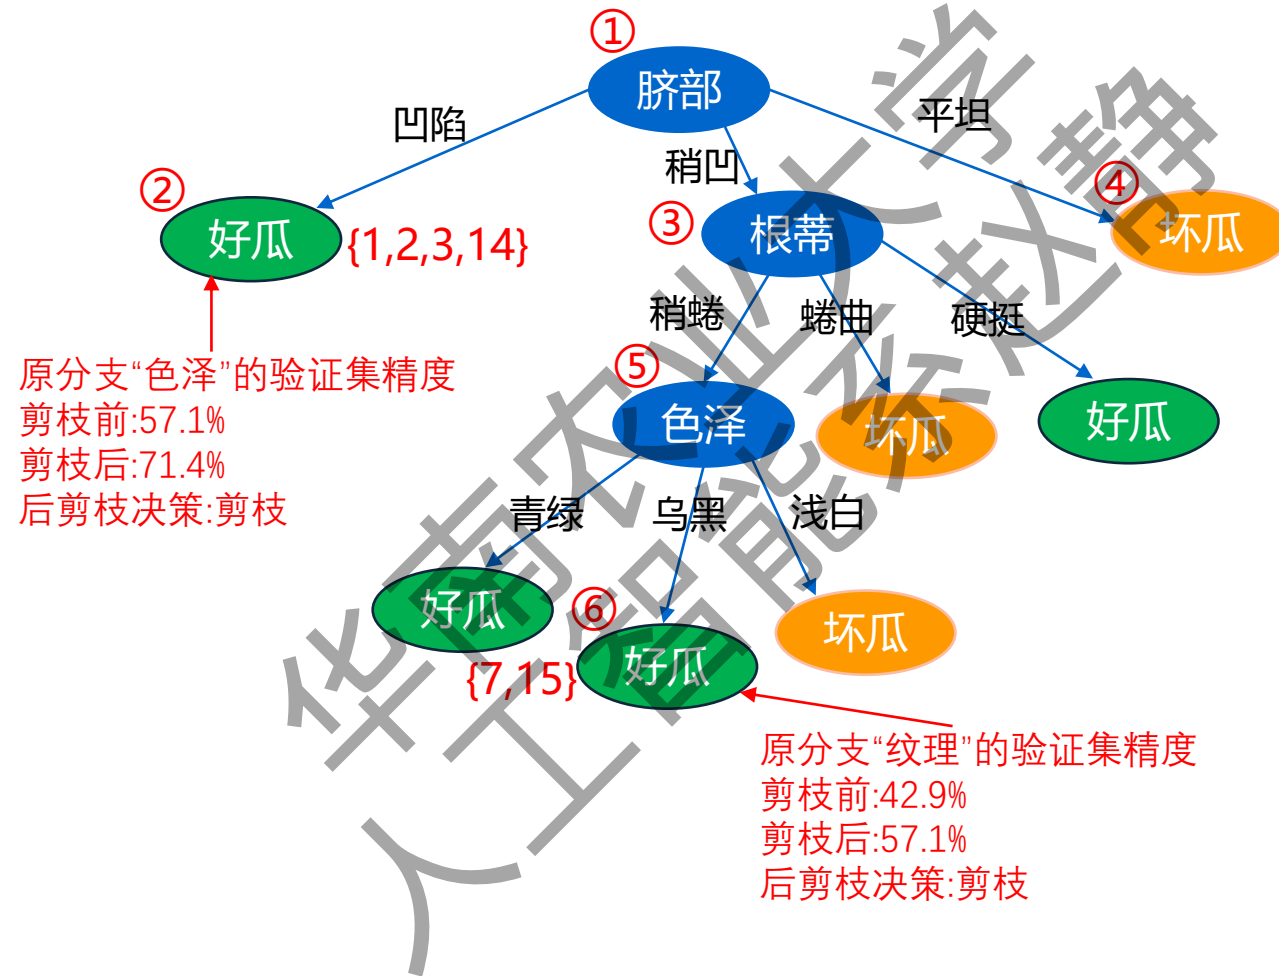 ①
脐部
凹陷
稍凹
平坦
②
好瓜
{1,2,3,14}
③
根蒂
④
坏瓜
稍蜷
蜷曲
硬挺
原分支“色泽”的验证集精度
剪枝前:57.1%
剪枝后:71.4%
后剪枝决策:剪枝
⑤
色泽
坏瓜
好瓜
青绿
乌黑
浅白
好瓜
⑥
{7,15}
好瓜
坏瓜
原分支“纹理”的验证集精度
剪枝前:42.9%
剪枝后:57.1%
后剪枝决策:剪枝
华南农业大学
人工智能系赵静